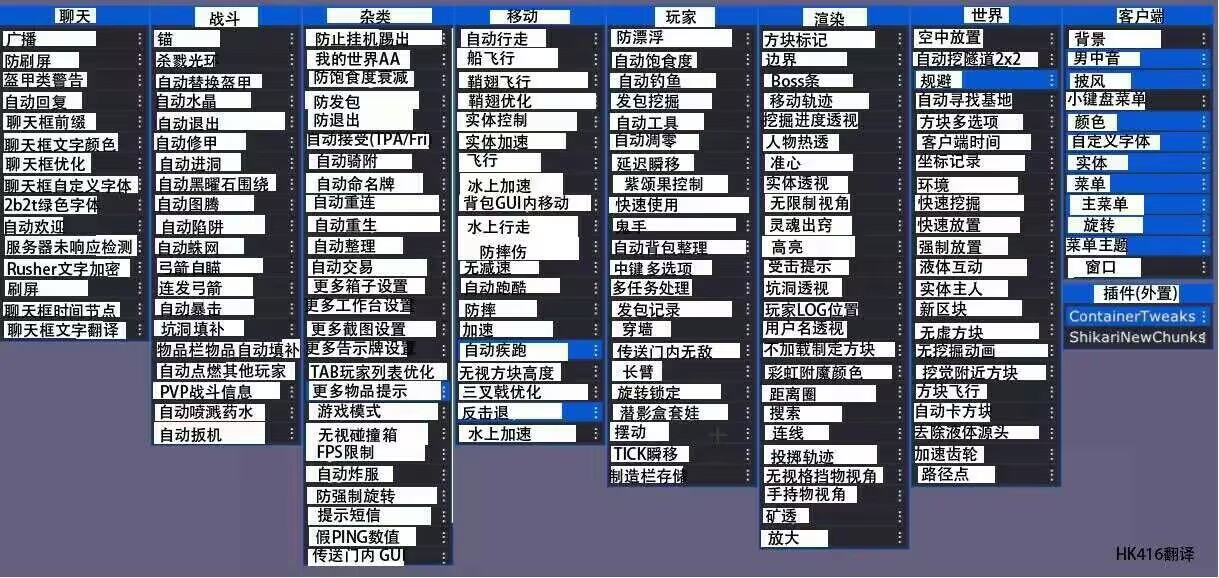 聊天
广播
防刷屏
盔甲类警告
自动回复
聊天框前缀
聊天框文字颜色
聊天框优化
聊天框自定义字体
2b2t绿色字体
自动欢迎
服务器未响应检测
Rusher文字加密
刷屏
聊天框时间节点
聊天框文字翻译
战斗
锚
杀戮光环
自动替换盔甲
自动水晶
自动退出
自动修甲
自动进洞
自动黑曜石围绕
自动图腾
自动陷阱
自动蛛网
弓箭自瞄
连发弓箭
自动暴击
坑洞填补
物品栏物品自动填补
自动点燃其他玩家
PVP战斗信息
自动喷溅药水
自动扳机
杂类
防止挂机踢出
我的世界AA
防饱食度衰减
防发包
防退出
自动接受(TPA/Fri)
自动骑附
自动命名牌
自动重连
自动重生
自动整理
自动交易
更多箱子设置
更多工作台设置
更多截图设置
更多告示牌设置
TAB玩家列表优化
更多物品提示
游戏模式
无视碰撞箱
FPS限制
自动炸服
防强制旋转
提示短信
假PING数值
传送门内 GUI
移动
自动行走
船飞行
鞘翅飞行
鞘翅优化
实体控制
实体加速
飞行
冰上加速
背包GUI内移动
水上行走
防摔伤
无减速
自动跑酷
防摔
加速
自动疾跑
无视方块高度
三叉戟优化
反击退
水上加速
玩家
防漂浮
自动饱食度
自动钓鱼
发包挖掘
自动工具
自动凋零
延迟瞬移
紫颂果控制
快速使用
鬼手
自动背包整理
中键多选项
多任务处理
发包记录
穿墙
传送门内无敌
长臂
旋转锁定
潜影盒套娃
摆动
TICK瞬移
制造栏存储
渲染
方块标记
边界
Boss条
移动轨迹
挖掘进度透视
人物热透
准心
实体透视
无限制视角
灵魂出窍
高亮
受击提示
坑洞透视
玩家LOG位置
用户名透视
不加载制定方块
彩虹附魔颜色
距离圈
搜索
连线
投掷轨迹
无视格挡物视角
手持物视角
矿透
放大
世界
空中放置
自动挖隧道2x2
规避
自动寻找基地
方块多选项
客户端时间
坐标记录
环境
快速挖掘
快速放置
强制放置
液体互动
实体主人
新区块
无虚方块
无挖掘动画
挖觉附近方块
方块飞行
自动卡方块
去除液体源头
加速齿轮
路径点
客户端
背景
男中音
披风
小键盘菜单
颜色
自定义字体
实体
菜单
主菜单
旋转
菜单主题
窗口
插件(外置)
ContainerTweaks
ShikariNewChunks
HK416翻译